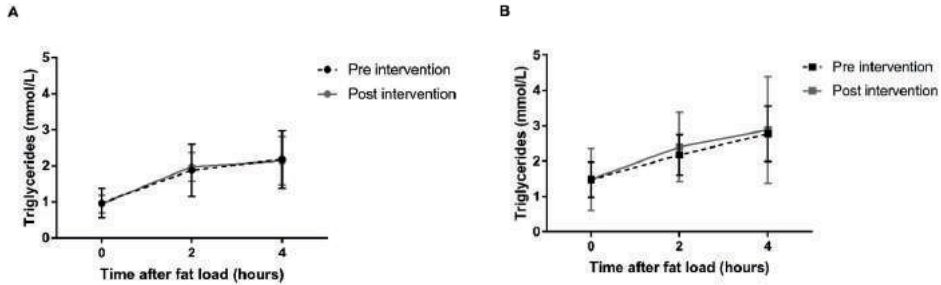 A
Triglycerides (mmol/L)
5
4
3
2
1
0
0 2 4
Time after fat load (hours)
Pre intervention
Post intervention
B
Triglycerides (mmol/L)
5
4
3
2
1
0
0 2 4
Time after fat load (hours)
Pre intervention
Post intervention